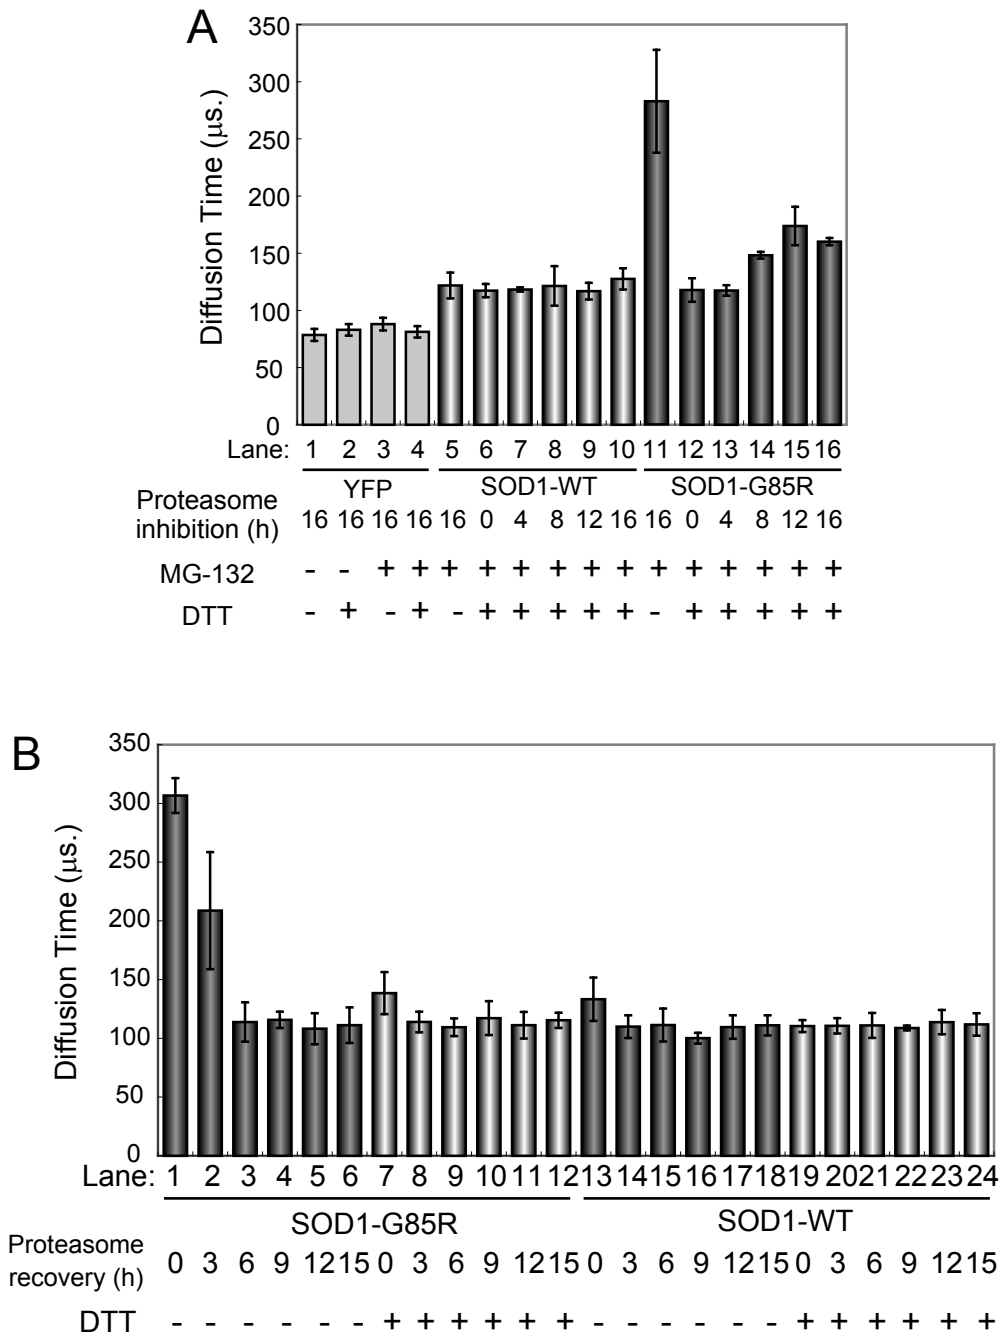 A
350
300
250
200
150
100
50
0
Diffusion Time (μs.)
Lane: 1 2 3 4 5 6 7 8 9 10 11 12 13 14 15 16
YFP SOD1-WT SOD1-G85R
Proteasome
inhibition (h) 16 16 16 16 16 0 4 8 12 16 16 0 4 8 12 16
MG-132 - - + + + + + + + + + + + + + +
DTT - + - + - + + + + + - + + + + +
B
350
300
250
200
150
100
50
0
Diffusion Time (μs.)
Lane: 1 2 3 4 5 6 7 8 9 10 11 12 13 14 15 16 17 18 19 20 21 22 23 24
SOD1-G85R SOD1-WT
Proteasome
recovery (h) 0 3 6 9 12 15 0 3 6 9 12 15 0 3 6 9 12 15 0 3 6 9 12 15
DTT - - - - - - + + + + + + - - - - - - + + + + + +